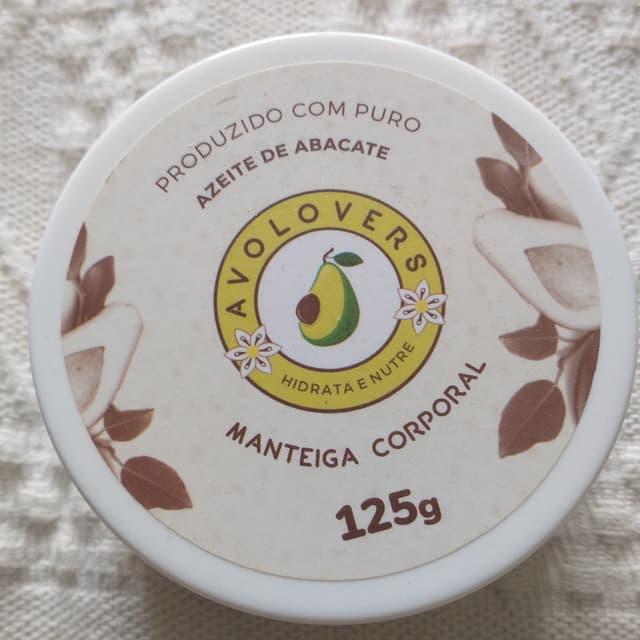 PRODUZIDO COM PURO
AZEITE DE ABACATE
AVOLOVERS
HIDRATA E NUTRE
MANTEIGA CORPORAL
125g